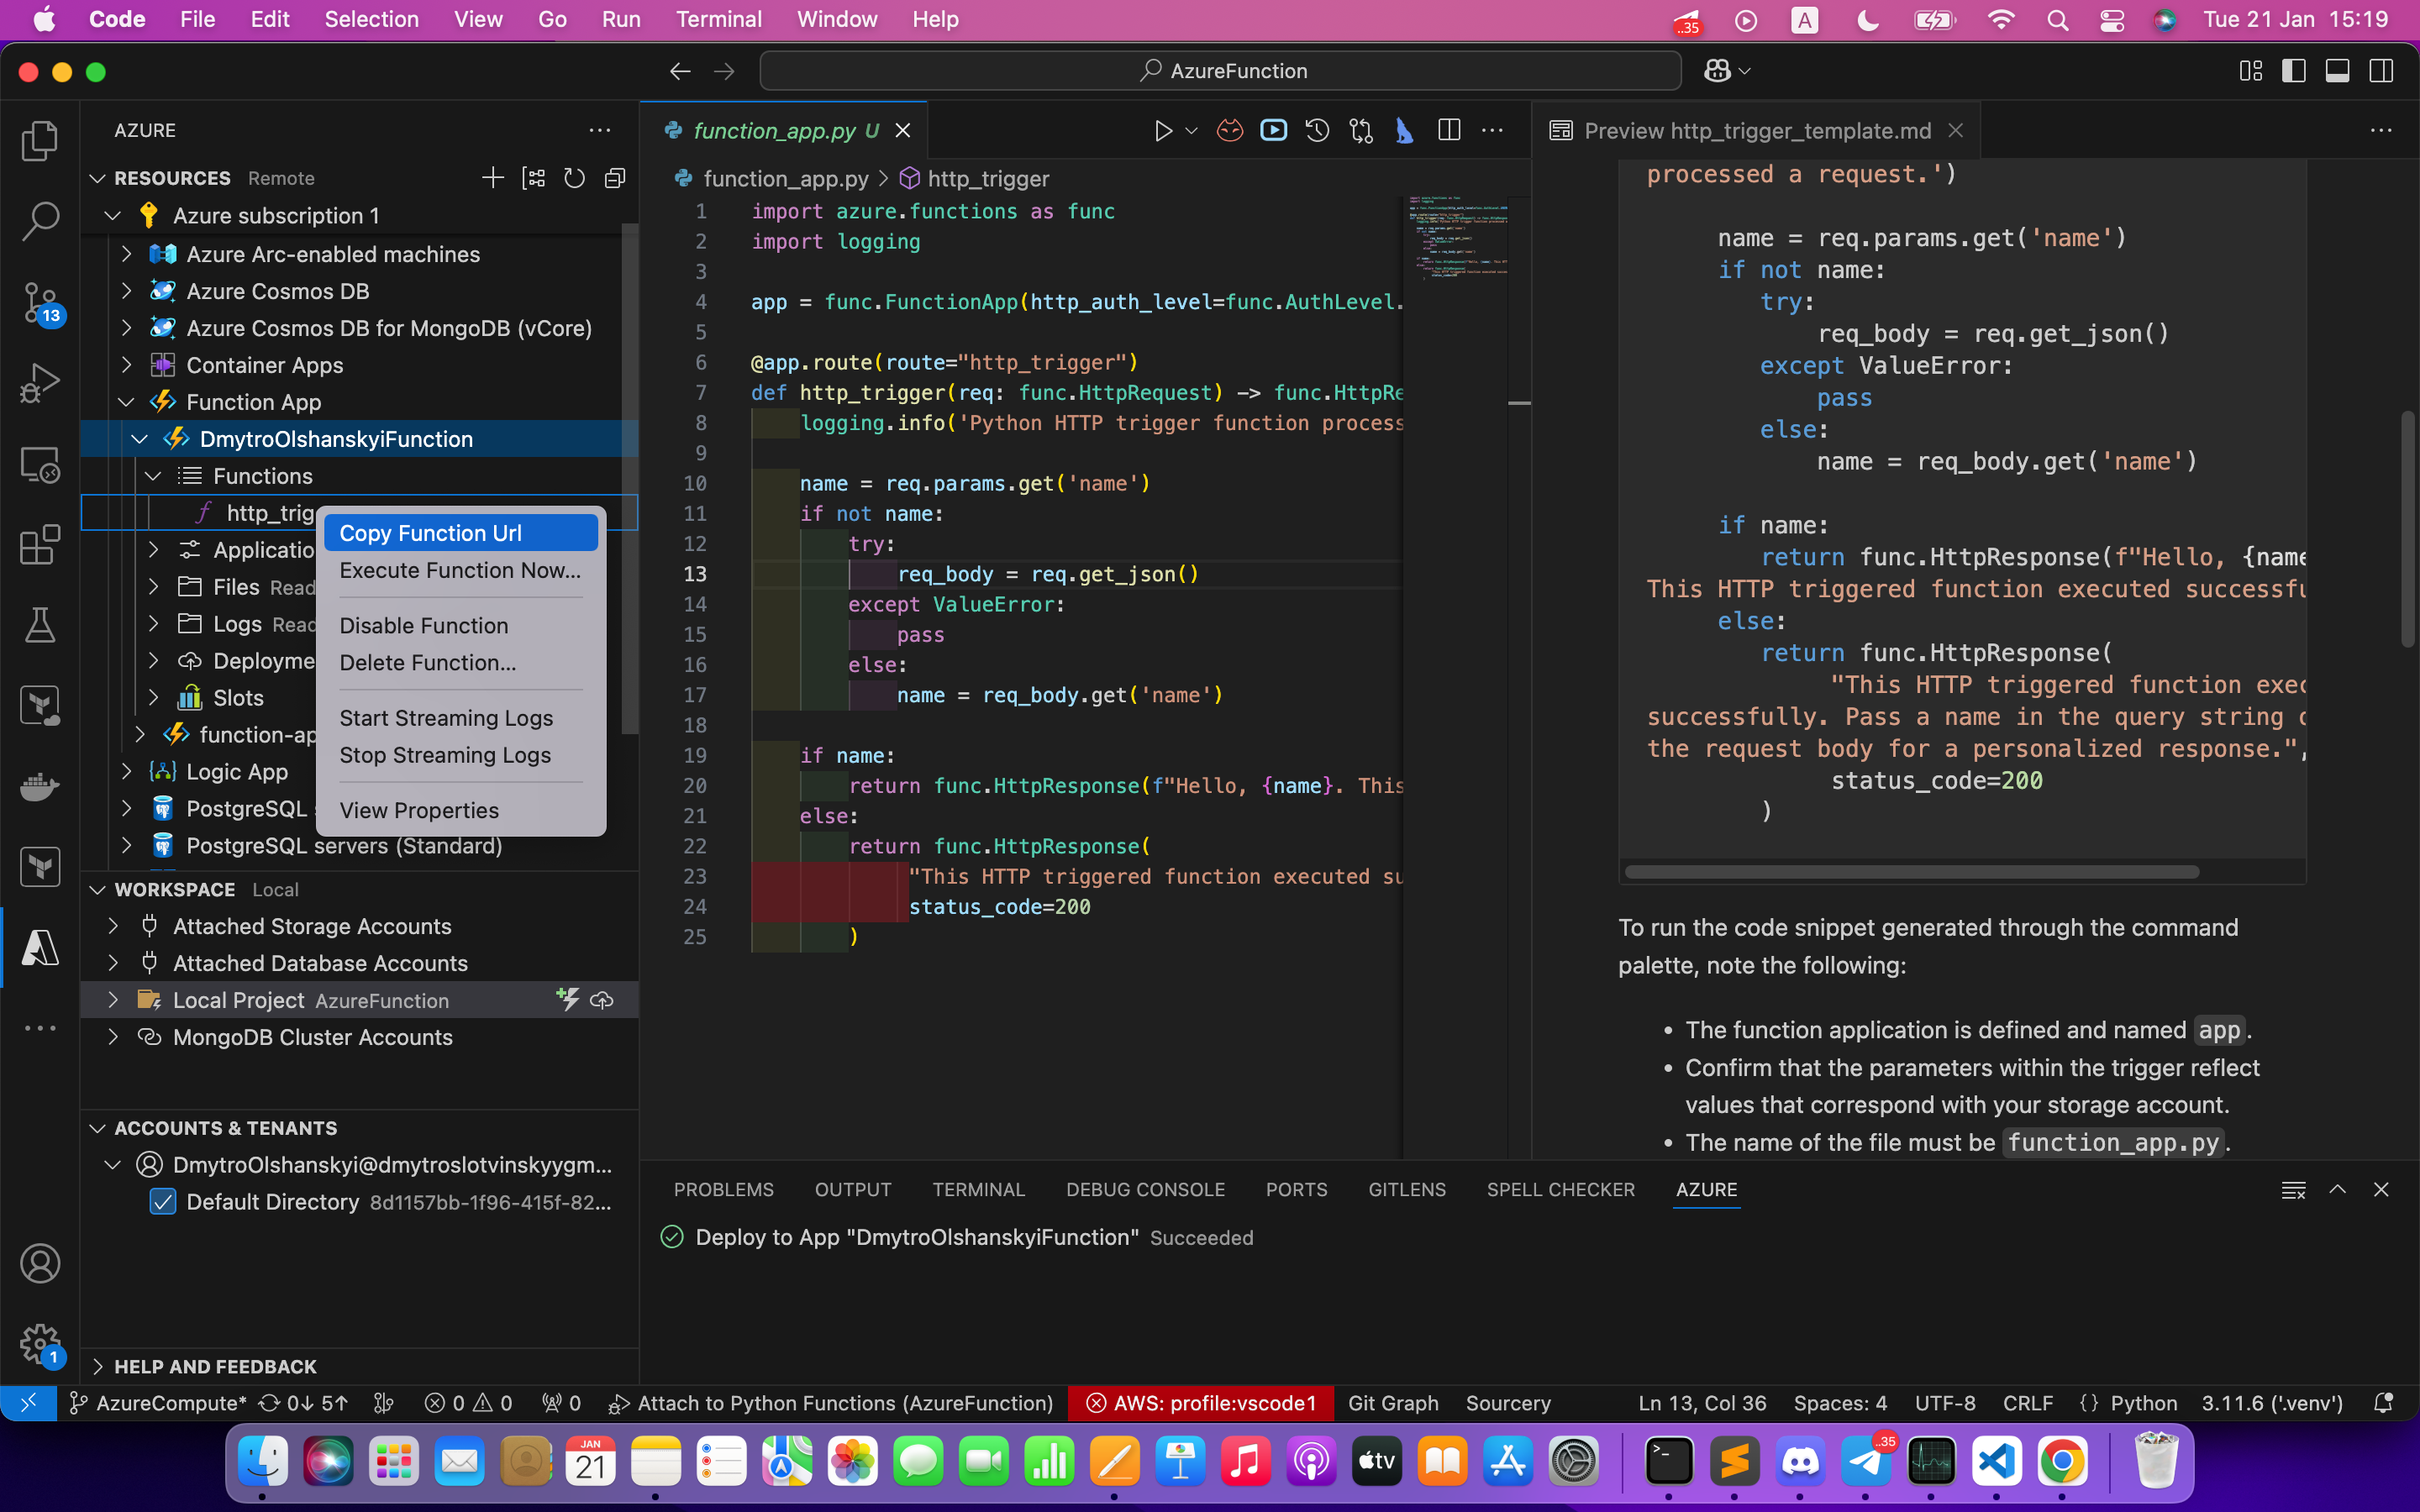 Code File Edit Selection View Go Run Terminal Window Help ..35 A Tue 21 Jan 15:19
AzureFunction
AZURE
RESOURCES Remote
Azure subscription 1
Azure Arc-enabled machines
Azure Cosmos DB
Azure Cosmos DB for MongoDB (vCore)
Container Apps
Function App
DmytroOlshanskyiFunction
Functions
http_trig
Applicatio
Files Read
Logs Read
Deployme
Slots
function-ap
Logic App
PostgreSQL
PostgreSQL servers (Standard)
Copy Function Url
Execute Function Now...
Disable Function
Delete Function...
Start Streaming Logs
Stop Streaming Logs
View Properties
WORKSPACE Local
Attached Storage Accounts
Attached Database Accounts
Local Project AzureFunction
MongoDB Cluster Accounts
ACCOUNTS & TENANTS
DmytroOlshanskyi@dmytroslotvinskyygm...
Default Directory 8d1157bb-1f96-415f-82...
HELP AND FEEDBACK
13
1
function_app.py U
function_app.py > http_trigger
1 import azure.functions as func
2 import logging
3
4 app = func.FunctionApp(http_auth_level=func.AuthLevel.
5
6 @app.route(route="http_trigger")
7 def http_trigger(req: func.HttpRequest) -> func.HttpRe
8 logging.info('Python HTTP trigger function process
9
10 name = req.params.get('name')
11 if not name:
12 try:
13 req_body = req.get_json()
14 except ValueError:
15 pass
16 else:
17 name = req_body.get('name')
18
19 if name:
20 return func.HttpResponse(f"Hello, {name}. This
21 else:
22 return func.HttpResponse(
23 "This HTTP triggered function executed su
24 status_code=200
25 )
Preview http_trigger_template.md
processed a request.')
name = req.params.get('name')
if not name:
try:
req_body = req.get_json()
except ValueError:
pass
else:
name = req_body.get('name')
if name:
return func.HttpResponse(f"Hello, {name
This HTTP triggered function executed successfu
else:
return func.HttpResponse(
"This HTTP triggered function exec
successfully. Pass a name in the query string o
the request body for a personalized response.",
status_code=200
)
To run the code snippet generated through the command
palette, note the following:
• The function application is defined and named app.
• Confirm that the parameters within the trigger reflect
values that correspond with your storage account.
• The name of the file must be function_app.py.
PROBLEMS OUTPUT TERMINAL DEBUG CONSOLE PORTS GITLENS SPELL CHECKER AZURE
Deploy to App "DmytroOlshanskyiFunction" Succeeded
AzureCompute* 0↓ 5↑ 0 0 0 Attach to Python Functions (AzureFunction) AWS: profile:vscode1 Git Graph Sourcery Ln 13, Col 36 Spaces: 4 UTF-8 CRLF {} Python 3.11.6 ('.venv')
JAN
21
tv
..35